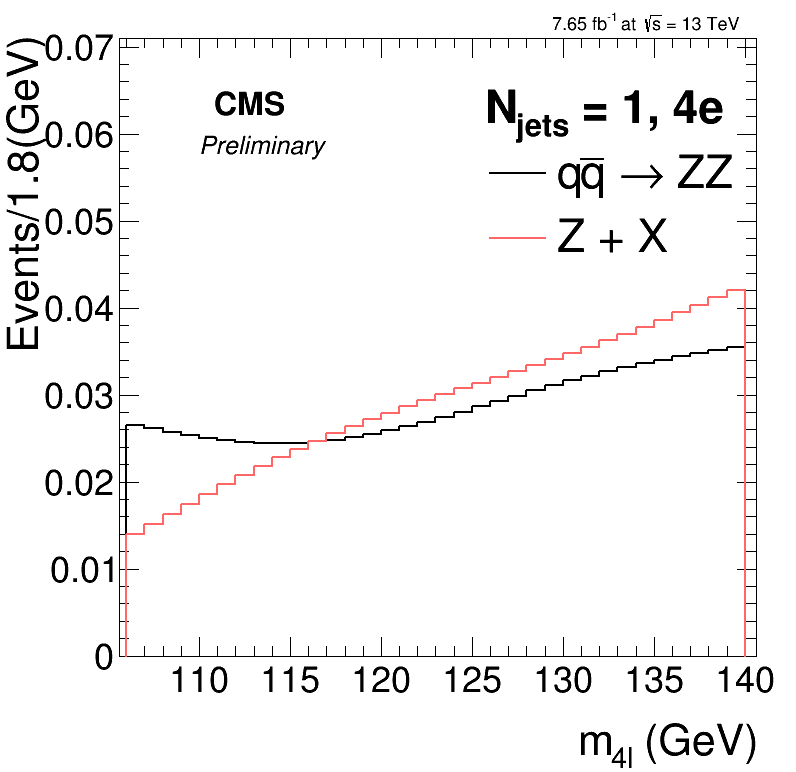 7.65 fb⁻¹ at √s = 13 TeV
Events/1.8(GeV)
0.07
0.06
0.05
0.04
0.03
0.02
0.01
0
CMS
Preliminary
N_jets = 1, 4e
qq̅ → ZZ
Z + X
110 115 120 125 130 135 140
m_4l (GeV)